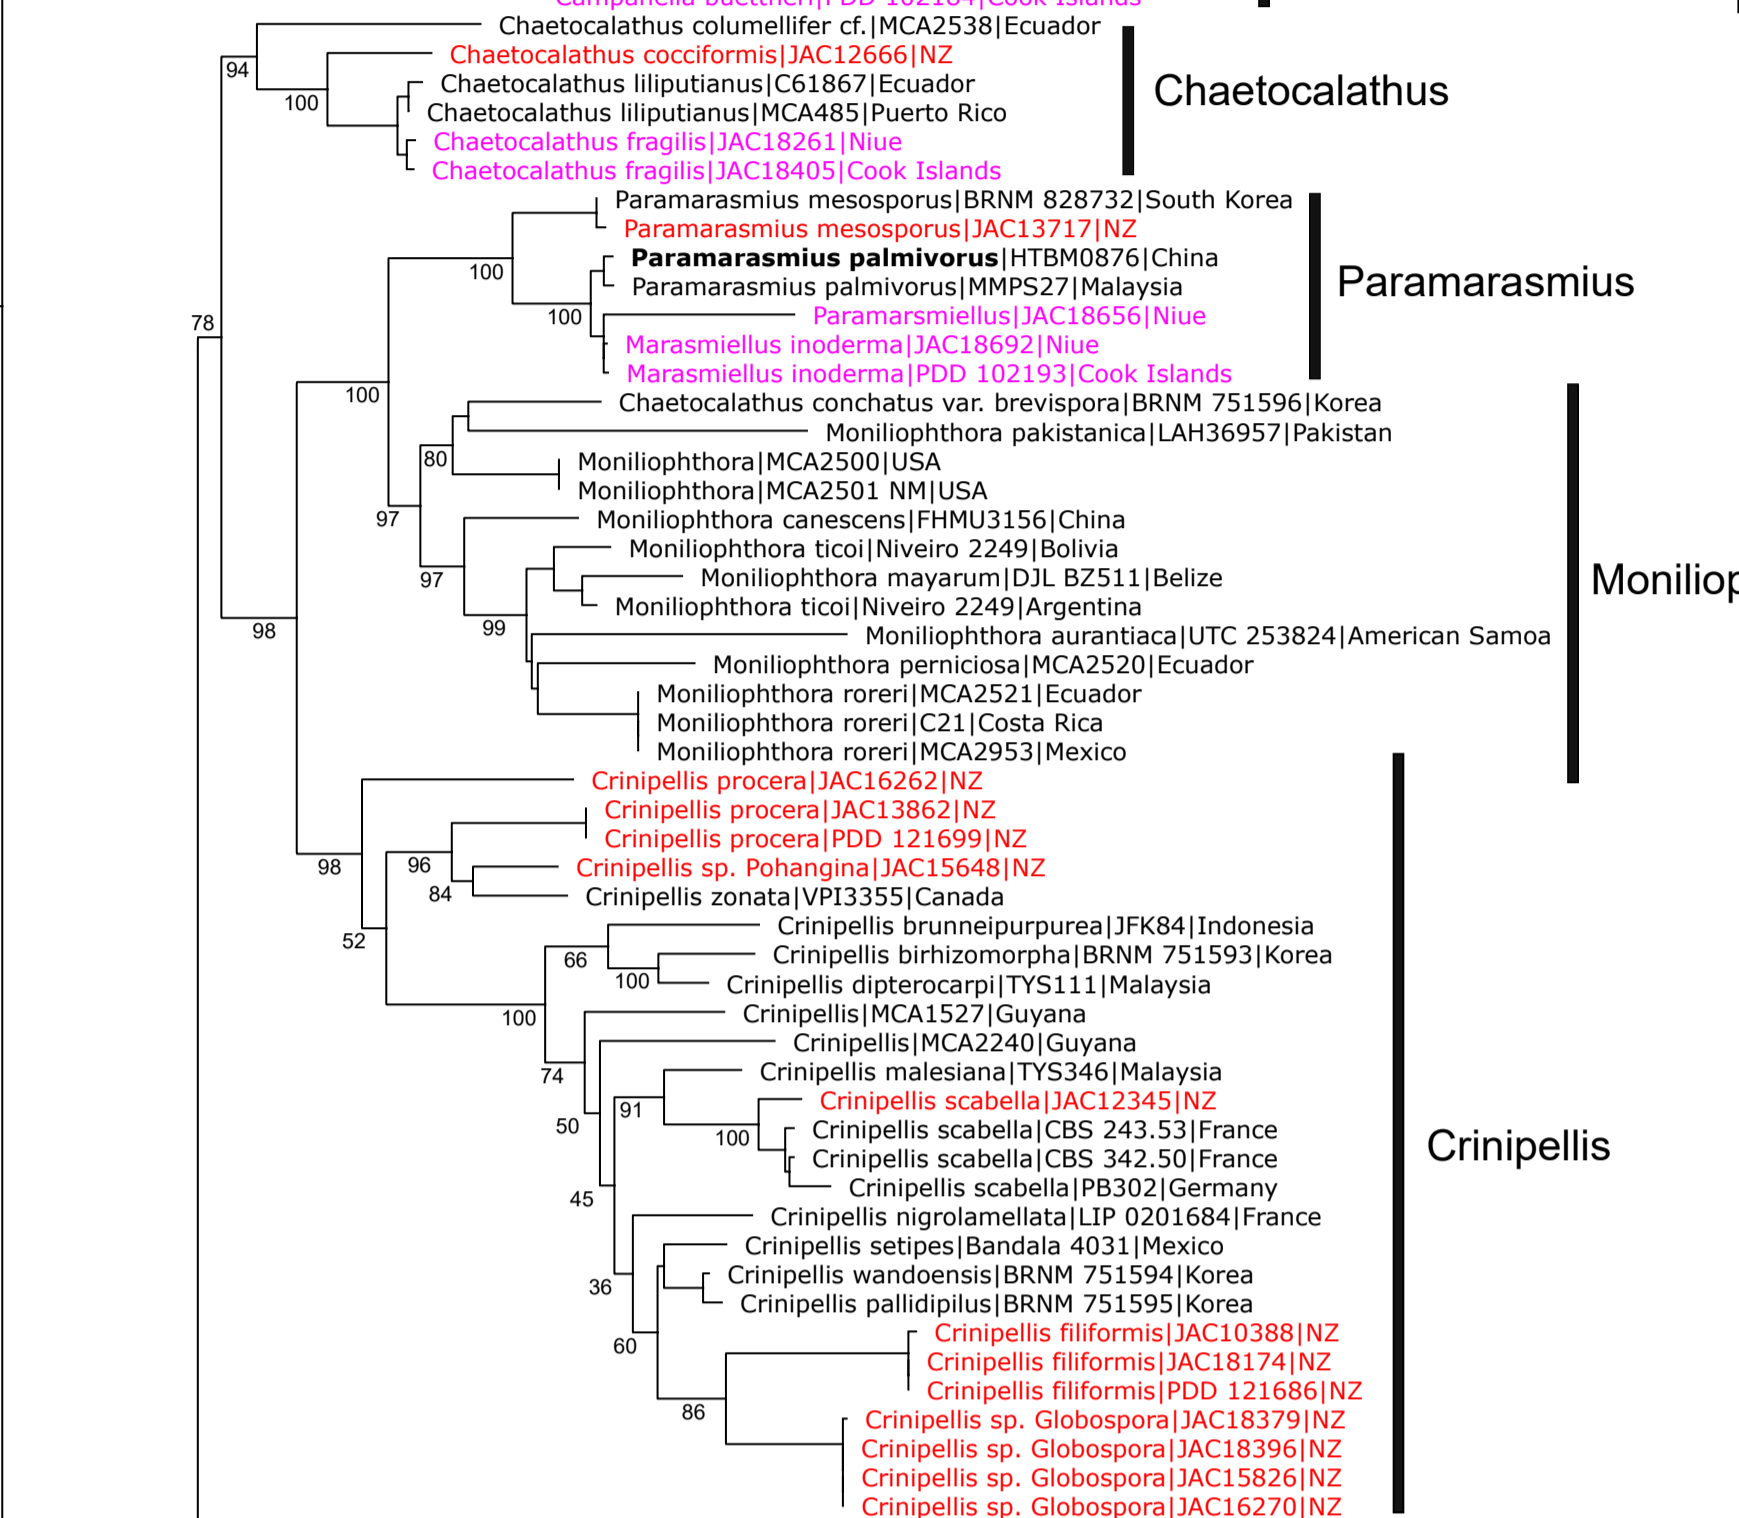 Campanella buettneri|PDD 102184|Cook Islands
Chaetocalathus columellifer cf.|MCA2538|Ecuador
Chaetocalathus cocciformis|JAC12666|NZ
94
Chaetocalathus liliputianus|C61867|Ecuador
Chaetocalathus
100
Chaetocalathus liliputianus|MCA485|Puerto Rico
Chaetocalathus fragilis|JAC18261|Niue
Chaetocalathus fragilis|JAC18405|Cook Islands
Paramarasmius mesosporus|BRNM 828732|South Korea
Paramarasmius mesosporus|JAC13717|NZ
Paramarasmius palmivorus|HTBM0876|China
100
Paramarasmius palmivorus|MMPS27|Malaysia
Paramarasmius
100
Paramarsmiellus|JAC18656|Niue
78
Marasmiellus inoderma|JAC18692|Niue
Marasmiellus inoderma|PDD 102193|Cook Islands
100
Chaetocalathus conchatus var. brevispora|BRNM 751596|Korea
Moniliophthora pakistanica|LAH36957|Pakistan
80
Moniliophthora|MCA2500|USA
Moniliophthora|MCA2501 NM|USA
97
Moniliophthora canescens|FHMU3156|China
Moniliophthora ticoi|Niveiro 2249|Bolivia
97
Moniliophthora mayarum|DJL BZ511|Belize
Moniliop
Moniliophthora ticoi|Niveiro 2249|Argentina
99
98
Moniliophthora aurantiaca|UTC 253824|American Samoa
Moniliophthora perniciosa|MCA2520|Ecuador
Moniliophthora roreri|MCA2521|Ecuador
Moniliophthora roreri|C21|Costa Rica
Moniliophthora roreri|MCA2953|Mexico
Crinipellis procera|JAC16262|NZ
Crinipellis procera|JAC13862|NZ
Crinipellis procera|PDD 121699|NZ
98
96
Crinipellis sp. Pohangina|JAC15648|NZ
84
Crinipellis zonata|VPI3355|Canada
52
Crinipellis brunneipurpurea|JFK84|Indonesia
66
Crinipellis birhizomorpha|BRNM 751593|Korea
100
Crinipellis dipterocarpi|TYS111|Malaysia
100
Crinipellis|MCA1527|Guyana
Crinipellis|MCA2240|Guyana
74
Crinipellis malesiana|TYS346|Malaysia
91
Crinipellis scabella|JAC12345|NZ
50
100
Crinipellis scabella|CBS 243.53|France
Crinipellis
Crinipellis scabella|CBS 342.50|France
Crinipellis scabella|PB302|Germany
45
Crinipellis nigrolamellata|LIP 0201684|France
Crinipellis setipes|Bandala 4031|Mexico
36
Crinipellis wandoensis|BRNM 751594|Korea
Crinipellis pallidipilus|BRNM 751595|Korea
60
Crinipellis filiformis|JAC10388|NZ
Crinipellis filiformis|JAC18174|NZ
Crinipellis filiformis|PDD 121686|NZ
86
Crinipellis sp. Globospora|JAC18379|NZ
Crinipellis sp. Globospora|JAC18396|NZ
Crinipellis sp. Globospora|JAC15826|NZ
Crinipellis sp. Globospora|JAC16270|NZ